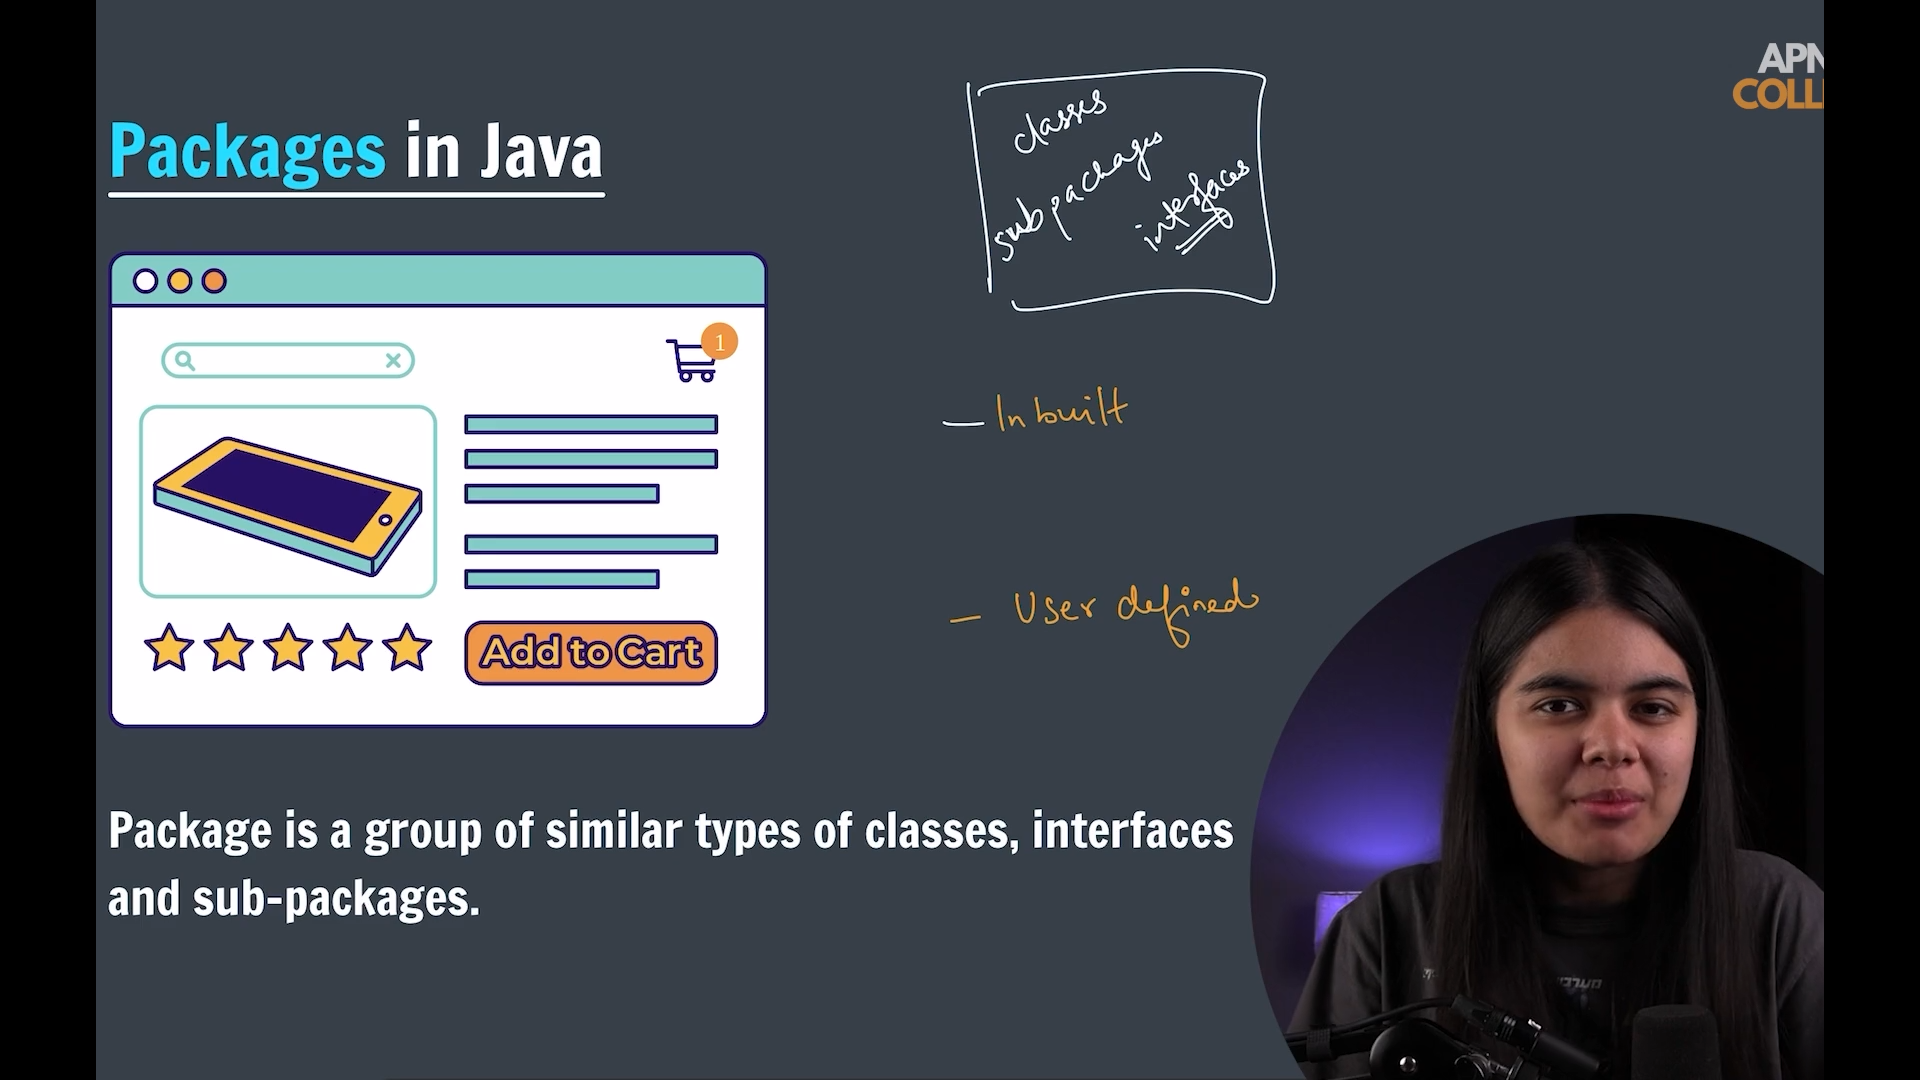 APN
COLL
Packages in Java
classes
subpackages
interfaces
1
Inbuilt
User defined
Add to Cart
Package is a group of similar types of classes, interfaces
and sub-packages.